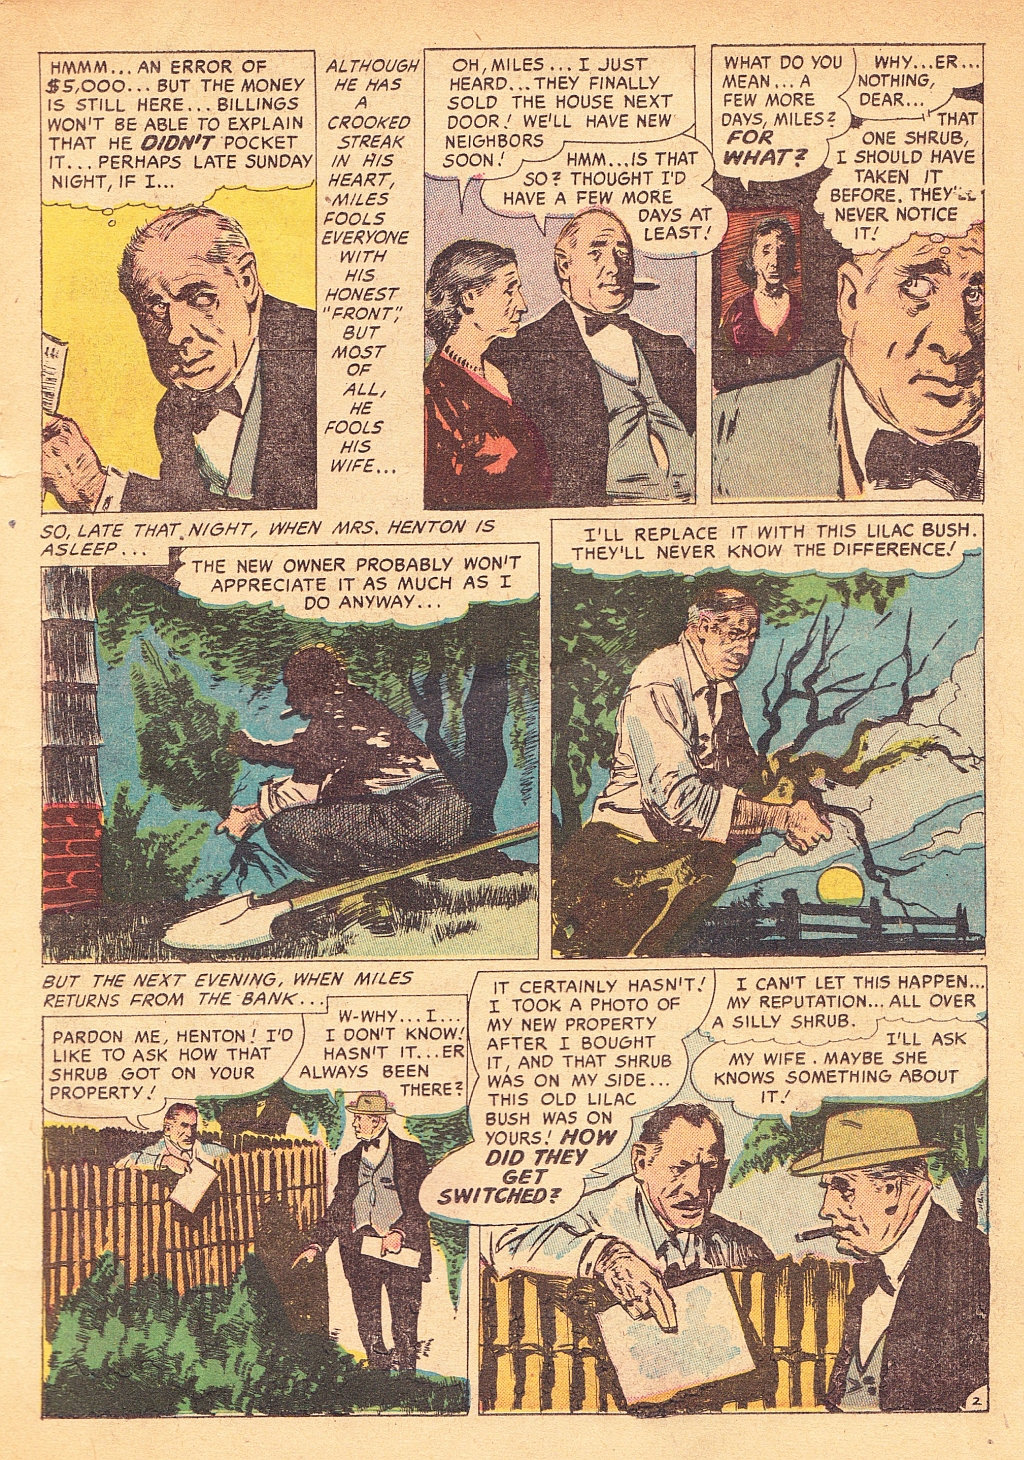 HMMM... AN ERROR OF
$5,000... BUT THE MONEY
IS STILL HERE... BILLINGS
WON'T BE ABLE TO EXPLAIN
THAT HE DIDN'T POCKET
IT... PERHAPS LATE SUNDAY
NIGHT, IF I...
ALTHOUGH
HE HAS
A
CROOKED
STREAK
IN HIS
HEART,
MILES
FOOLS
EVERYONE
WITH
HIS
HONEST
"FRONT",
BUT
MOST
OF
ALL,
HE
FOOLS
HIS
WIFE...
OH, MILES... I JUST
HEARD... THEY FINALLY
SOLD THE HOUSE NEXT
DOOR! WE'LL HAVE NEW
NEIGHBORS
SOON!
HMM...IS THAT
SO? THOUGHT I'D
HAVE A FEW MORE
DAYS AT
LEAST!
WHAT DO YOU
MEAN... A
FEW MORE
DAYS, MILES?
FOR
WHAT?
WHY...ER...
NOTHING,
DEAR...
THAT
ONE SHRUB,
I SHOULD HAVE
TAKEN IT
BEFORE. THEY'LL
NEVER NOTICE
IT!
SO, LATE THAT NIGHT, WHEN MRS. HENTON IS
ASLEEP...
THE NEW OWNER PROBABLY WON'T
APPRECIATE IT AS MUCH AS I
DO ANYWAY...
I'LL REPLACE IT WITH THIS LILAC BUSH.
THEY'LL NEVER KNOW THE DIFFERENCE!
BUT THE NEXT EVENING, WHEN MILES
RETURNS FROM THE BANK...
PARDON ME, HENTON! I'D
LIKE TO ASK HOW THAT
SHRUB GOT ON YOUR
PROPERTY!
W-WHY...I...
I DON'T KNOW!
HASN'T IT...ER
ALWAYS BEEN
THERE?
IT CERTAINLY HASN'T!
I TOOK A PHOTO OF
MY NEW PROPERTY
AFTER I BOUGHT
IT, AND THAT SHRUB
WAS ON MY SIDE...
THIS OLD LILAC
BUSH WAS ON
YOURS! HOW
DID THEY
GET
SWITCHED?
I CAN'T LET THIS HAPPEN...
MY REPUTATION... ALL OVER
A SILLY SHRUB.
I'LL ASK
MY WIFE. MAYBE SHE
KNOWS SOMETHING ABOUT
IT!
2